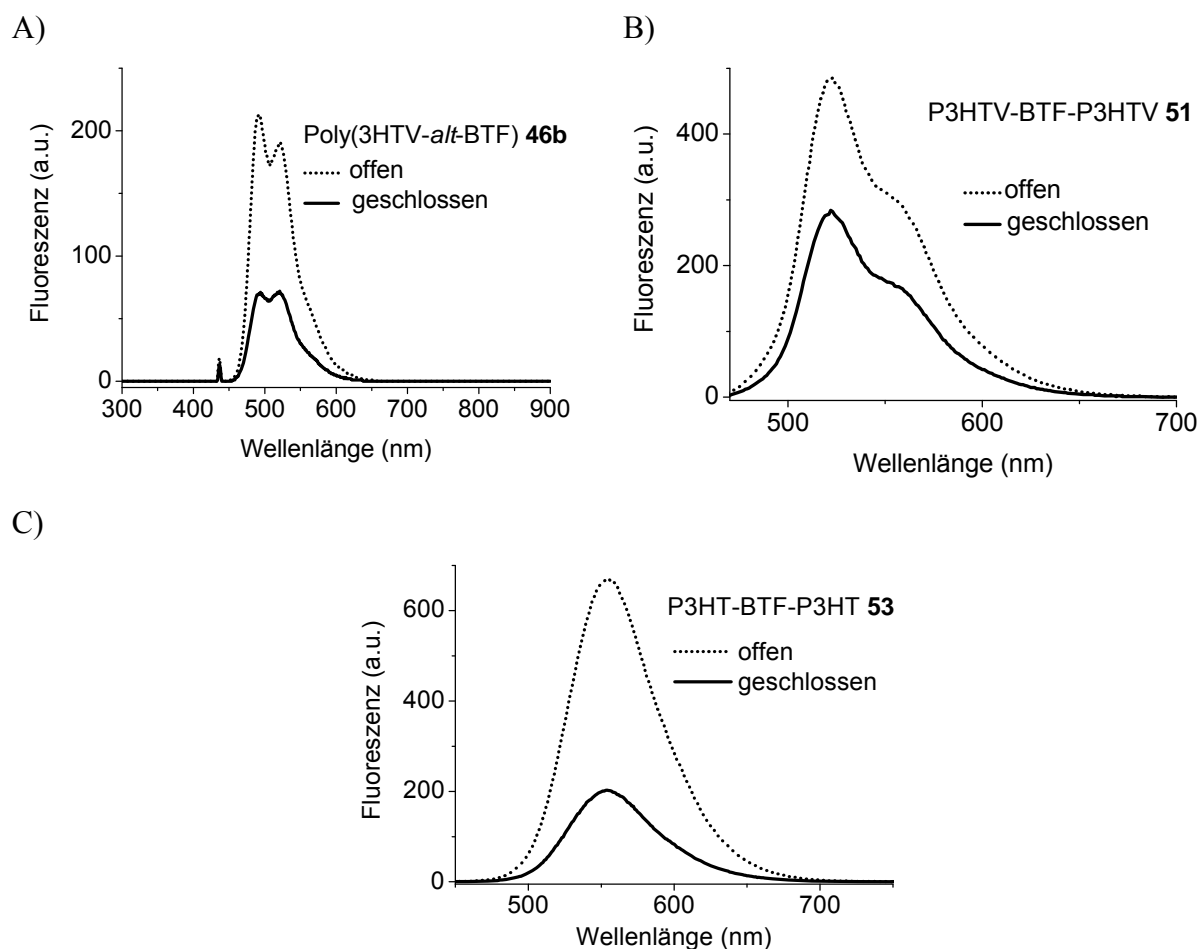 A)
Fluoreszenz (a.u.)
200
100
0
Poly(3HTV-alt-BTF) 46b
offen
geschlossen
300 400 500 600 700 800 900
Wellenlänge (nm)
B)
Fluoreszenz (a.u.)
400
200
0
P3HTV-BTF-P3HTV 51
offen
geschlossen
500 600 700
Wellenlänge (nm)
C)
Fluoreszenz (a.u.)
600
400
200
0
P3HT-BTF-P3HT 53
offen
geschlossen
500 600 700
Wellenlänge (nm)